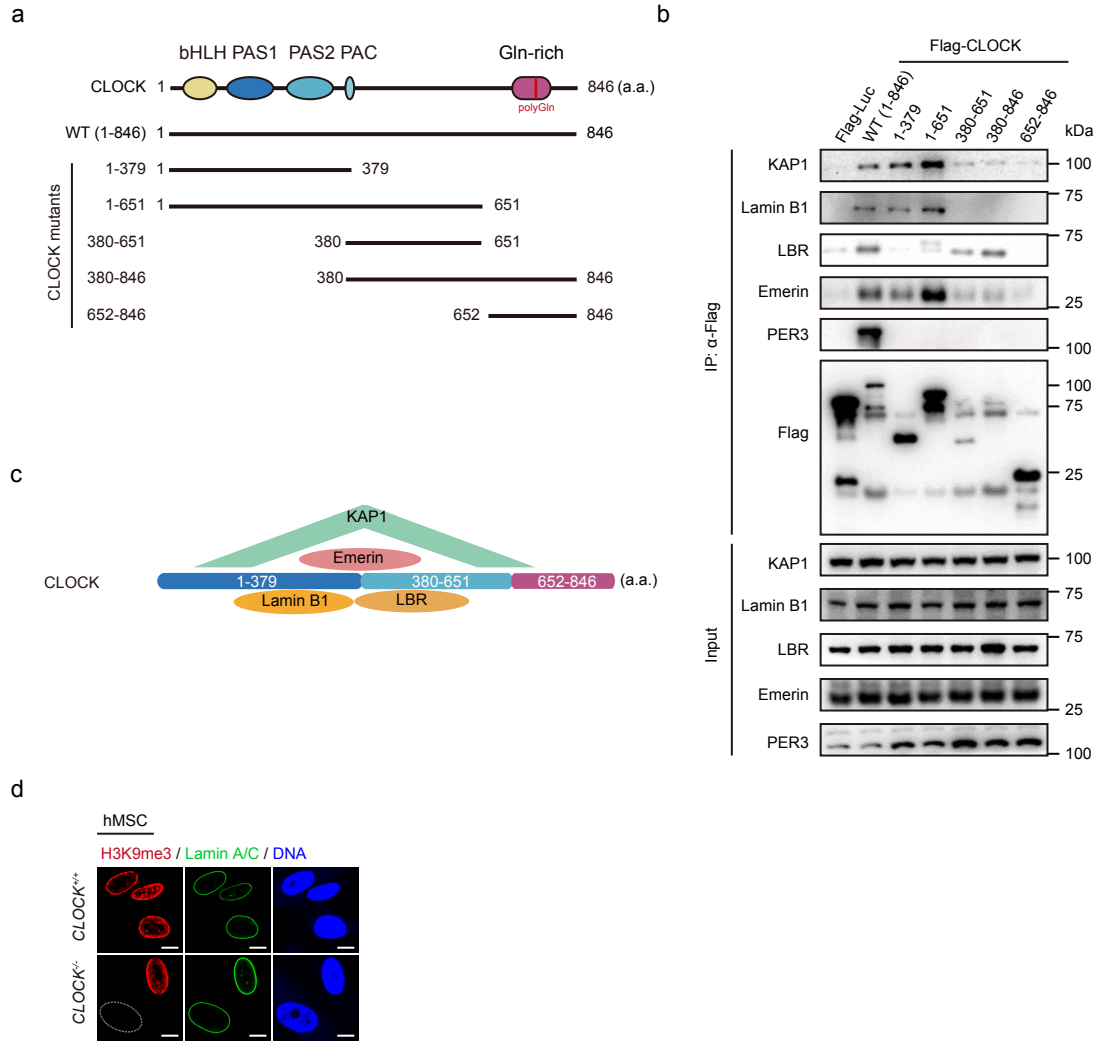 a
bHLH PAS1 PAS2 PAC Gln-rich
CLOCK 1 846 (a.a.)
polyGln
WT (1-846) 1 846
CLOCK mutants
1-379 1 379
1-651 1 651
380-651 380 651
380-846 380 846
652-846 652 846
b
Flag-CLOCK
Flag-Luc
WT (1-846)
1-379
1-651
380-651
380-846
652-846
kDa
IP: α-Flag
KAP1 100
75
Lamin B1
LBR 75
Emerin 25
PER3 100
100
75
Flag
25
Input
KAP1 100
Lamin B1 75
LBR 75
Emerin 25
PER3 100
c
KAP1
Emerin
CLOCK 1-379 380-651 652-846 (a.a.)
Lamin B1 LBR
d
hMSC
H3K9me3 / Lamin A/C / DNA
CLOCK+/+
CLOCK-/-